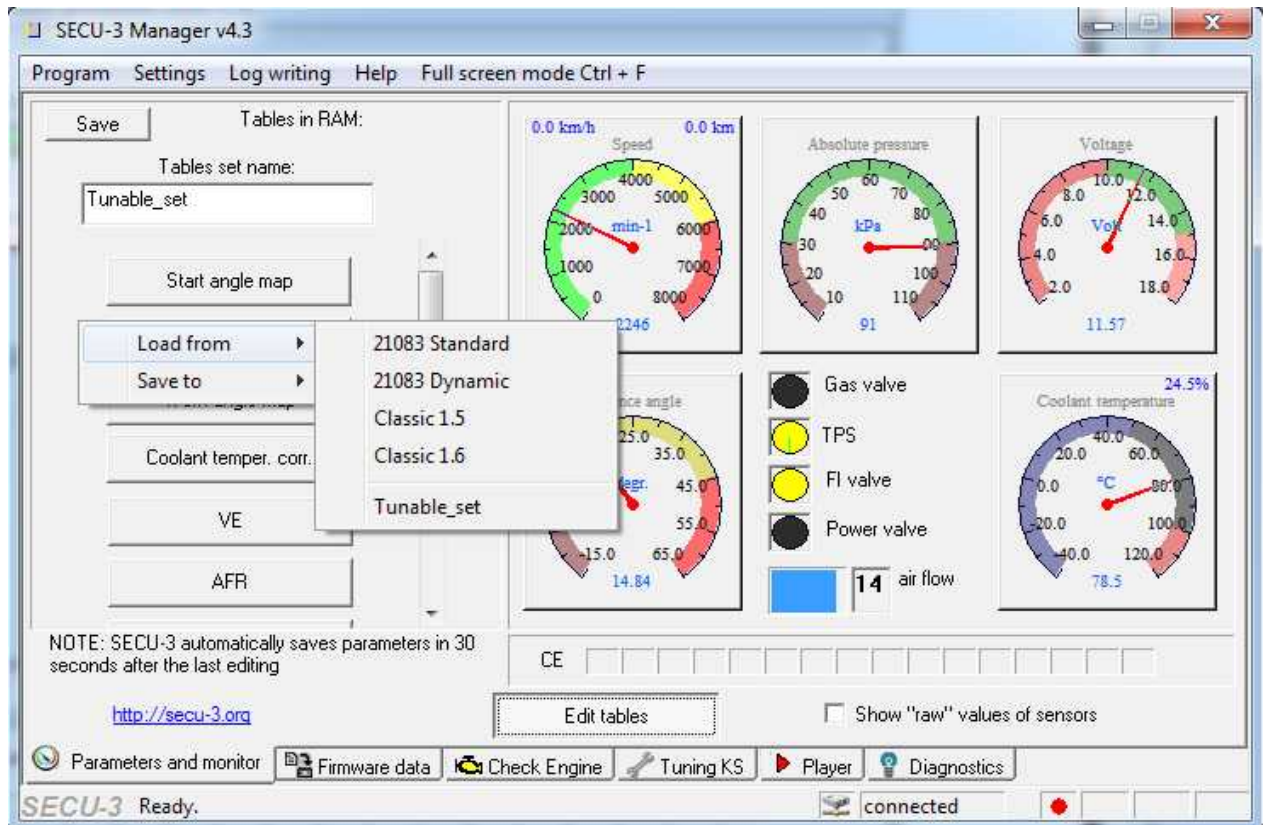 SECU-3 Manager v4.3
Program Settings Log writing Help Full screen mode Ctrl + F
Save
Tables in RAM:
Tables set name:
Tunable_set
Start angle map
Load from
Save to
21083 Standard
21083 Dynamic
Classic 1.5
Classic 1.6
Tunable_set
Coolant temper. corr.
VE
AFR
NOTE: SECU-3 automatically saves parameters in 30
seconds after the last editing
http://secu-3.org
0.0 km/h 0.0 km
Speed
0 1000 2000 3000 4000 5000 6000 7000 8000
min-1
2246
Absolute pressure
10 20 30 40 50 60 70 80 90 100 110
kPa
91
Voltage
2.0 4.0 6.0 8.0 10.0 12.0 14.0 16.0 18.0
Volt
11.57
angle
-15.0 25.0 35.0 45.0 55.0 65.0
14.84
Gas valve
TPS
FI valve
Power valve
14 air flow
24.5%
Coolant temperature
-40.0 -20.0 0.0 20.0 40.0 60.0 80.0 100.0 120.0
°C
78.5
CE
Edit tables
Show "raw" values of sensors
Parameters and monitor Firmware data Check Engine Tuning KS Player Diagnostics
SECU-3 Ready. connected